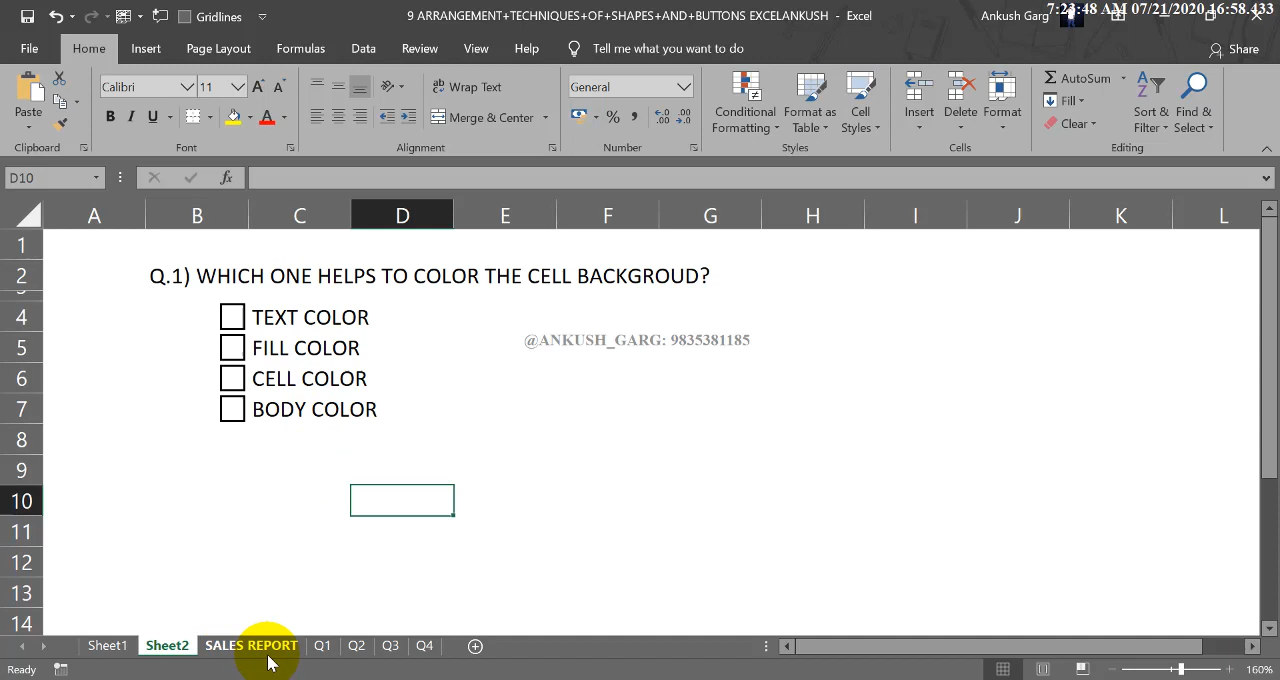 Gridlines
9 ARRANGEMENT+TECHNIQUES+OF+SHAPES+AND+BUTTONS EXCELANKUSH - Excel
Ankush Garg
7:23:48 AM 07/21/2020 16:58.433
File Home Insert Page Layout Formulas Data Review View Help Tell me what you want to do Share
Calibri 11 Wrap Text General AutoSum
Paste B I U Merge & Center % , Conditional Formatting Format as Table Cell Styles Insert Delete Format Fill Clear Sort & Filter Find & Select
Clipboard Font Alignment Number Styles Cells Editing
D10 fx
A B C D E F G H I J K L
1
2 Q.1) WHICH ONE HELPS TO COLOR THE CELL BACKGROUD?
4 TEXT COLOR
@ANKUSH_GARG: 9835381185
5 FILL COLOR
6 CELL COLOR
7 BODY COLOR
8
9
10
11
12
13
14
Sheet1 Sheet2 SALES REPORT Q1 Q2 Q3 Q4
Ready 160%